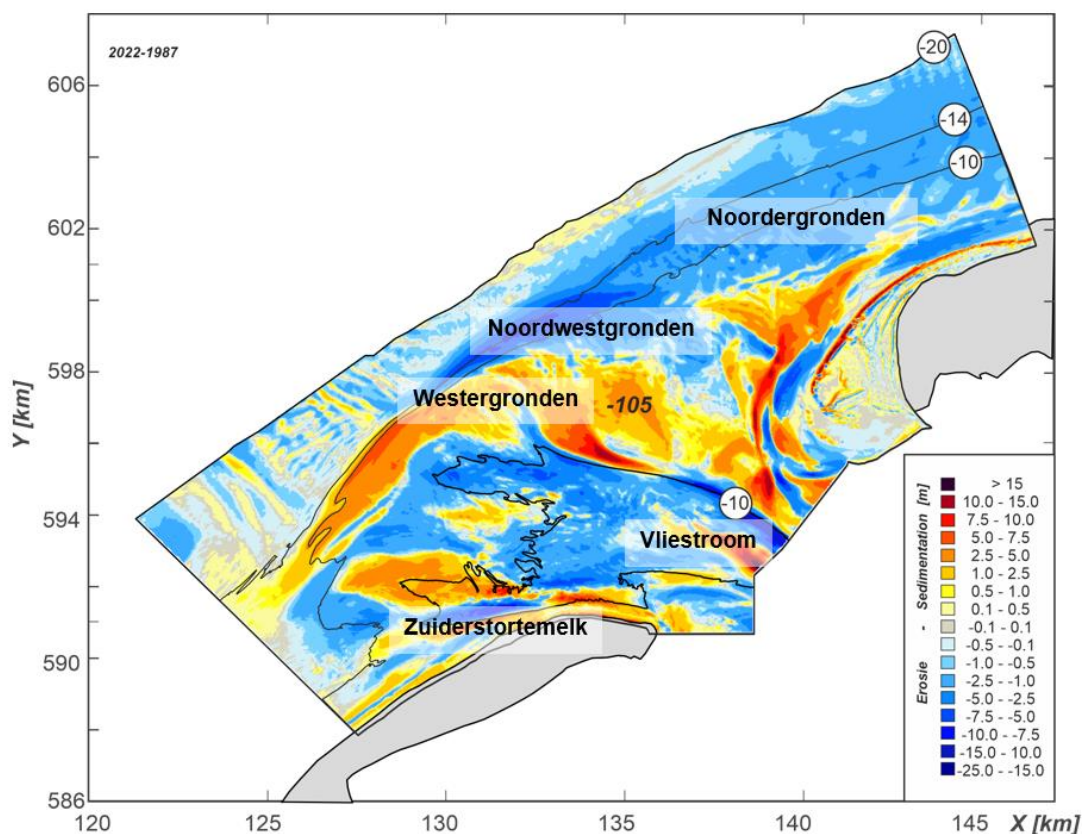 2022-1987
-20
-14
-10
Noordergronden
Noordwestgronden
Westergronden
-105
-10
Vliestroom
Zuiderstortemelk
Y [km]
606
602
598
594
590
586
120
125
130
135
140
145
X [km]
Erosie - Sedimentation [m]
> 15
10.0 - 15.0
7.5 - 10.0
5.0 - 7.5
2.5 - 5.0
1.0 - 2.5
0.5 - 1.0
0.1 - 0.5
-0.1 - 0.1
-0.5 - -0.1
-1.0 - -0.5
-2.5 - -1.0
-5.0 - -2.5
-7.5 - -5.0
-10.0 - -7.5
-15.0 - 10.0
-25.0 - -15.0